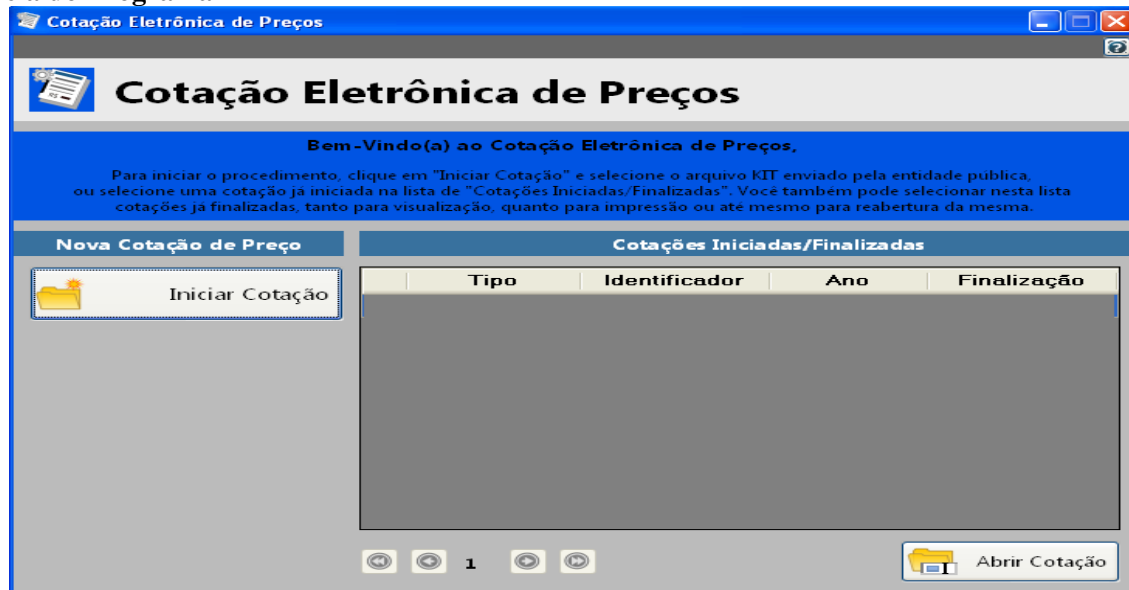 Cotação Eletrônica de Preços
Cotação Eletrônica de Preços
Bem-Vindo(a) ao Cotação Eletrônica de Preços,
Para iniciar o procedimento, clique em "Iniciar Cotação" e selecione o arquivo KIT enviado pela entidade publica,
ou selecione uma cotação já iniciada na lista de "Cotações Iniciadas/Finalizadas". Você também pode selecionar nesta lista
cotações já finalizadas, tanto para visualização, quanto para impressão ou até mesmo para reabertura da mesma.
Nova Cotação de Preço
Cotações Iniciadas/Finalizadas
Iniciar Cotação
Tipo Identificador Ano Finalização
1
Abrir Cotação